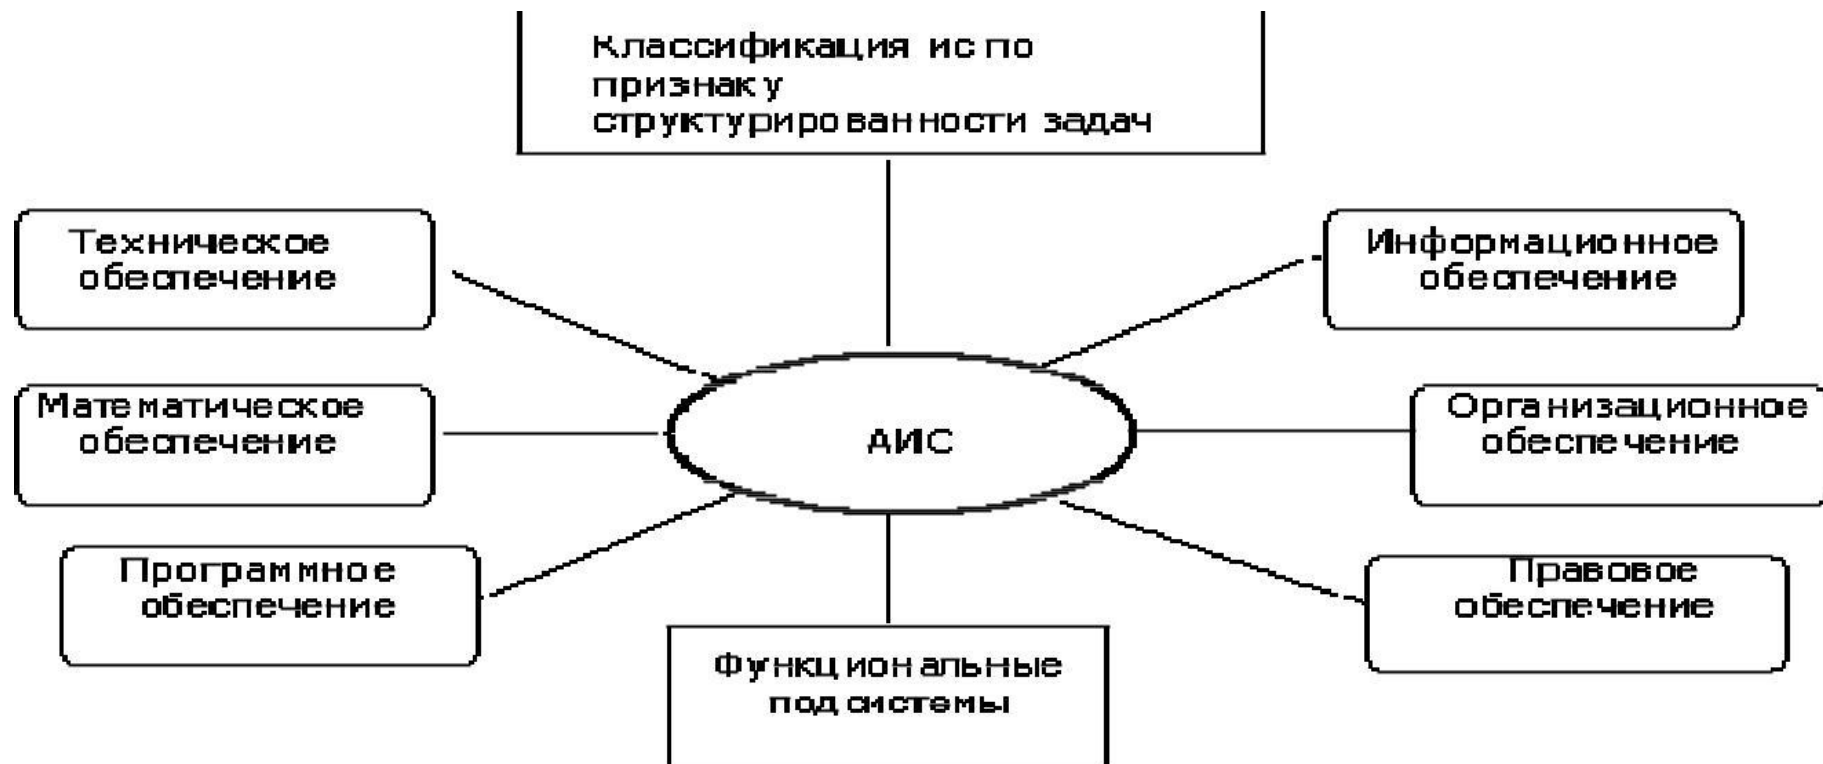 Классификация ис по
признаку
структурированности задач
Техническое
обеспечение
Информационное
обеспечение
Математическое
обеспечение
АИС
Организационное
обеспечение
Программное
обеспечение
Правовое
обеспечение
Функциональные
подсистемы